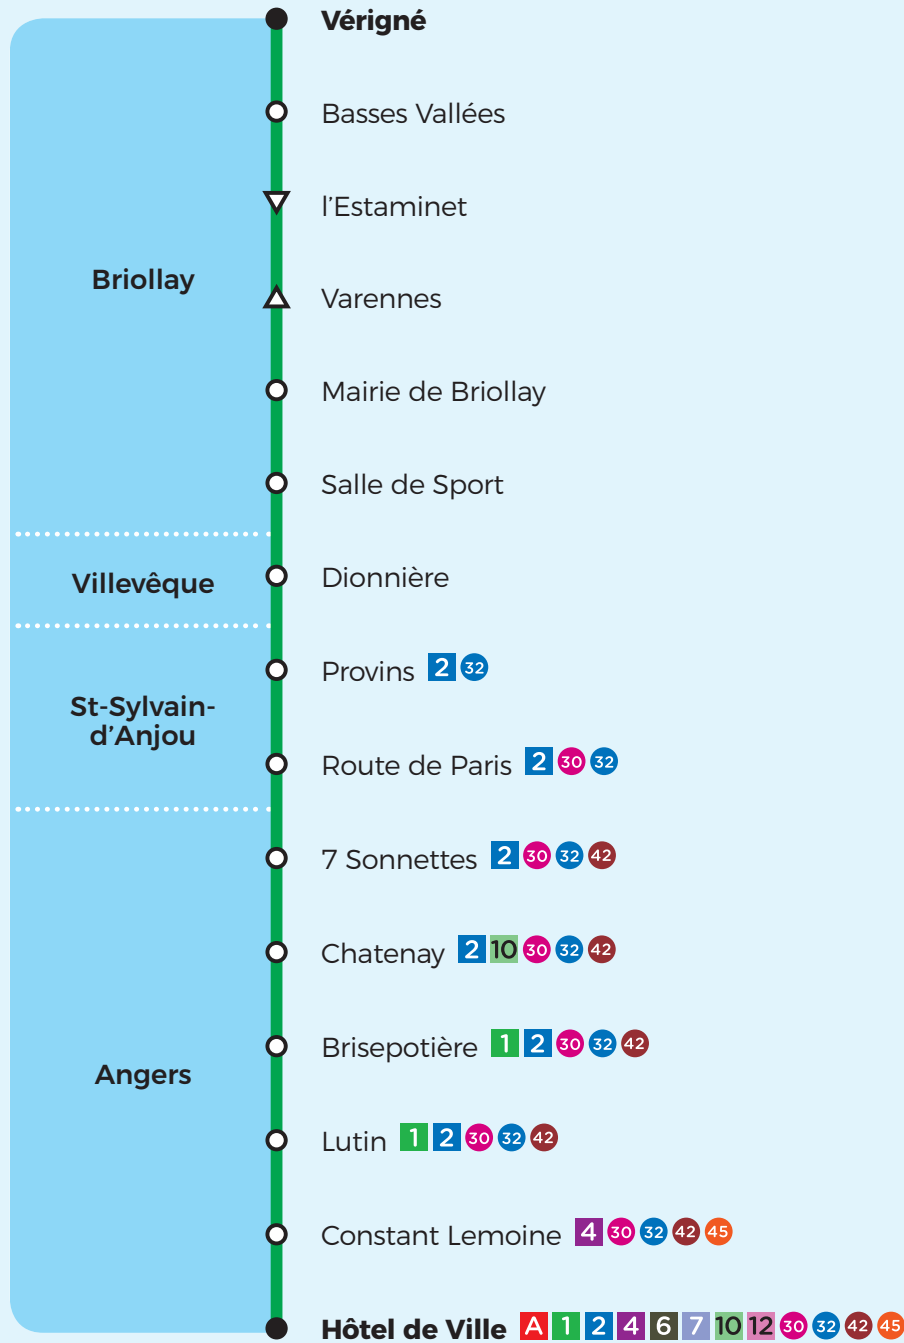 Vérigné
Basses Vallées
l'Estaminet
Briollay
Varennes
Mairie de Briollay
Salle de Sport
Villevêque
Dionnière
Provins 2 32
St-Sylvain-
d'Anjou
Route de Paris 2 30 32
7 Sonnettes 2 30 32 42
Chatenay 2 10 30 32 42
Brisepotière 1 2 30 32 42
Angers
Lutin 1 2 30 32 42
Constant Lemoine 4 30 32 42 45
Hôtel de Ville A 1 2 4 6 7 10 12 30 32 42 45